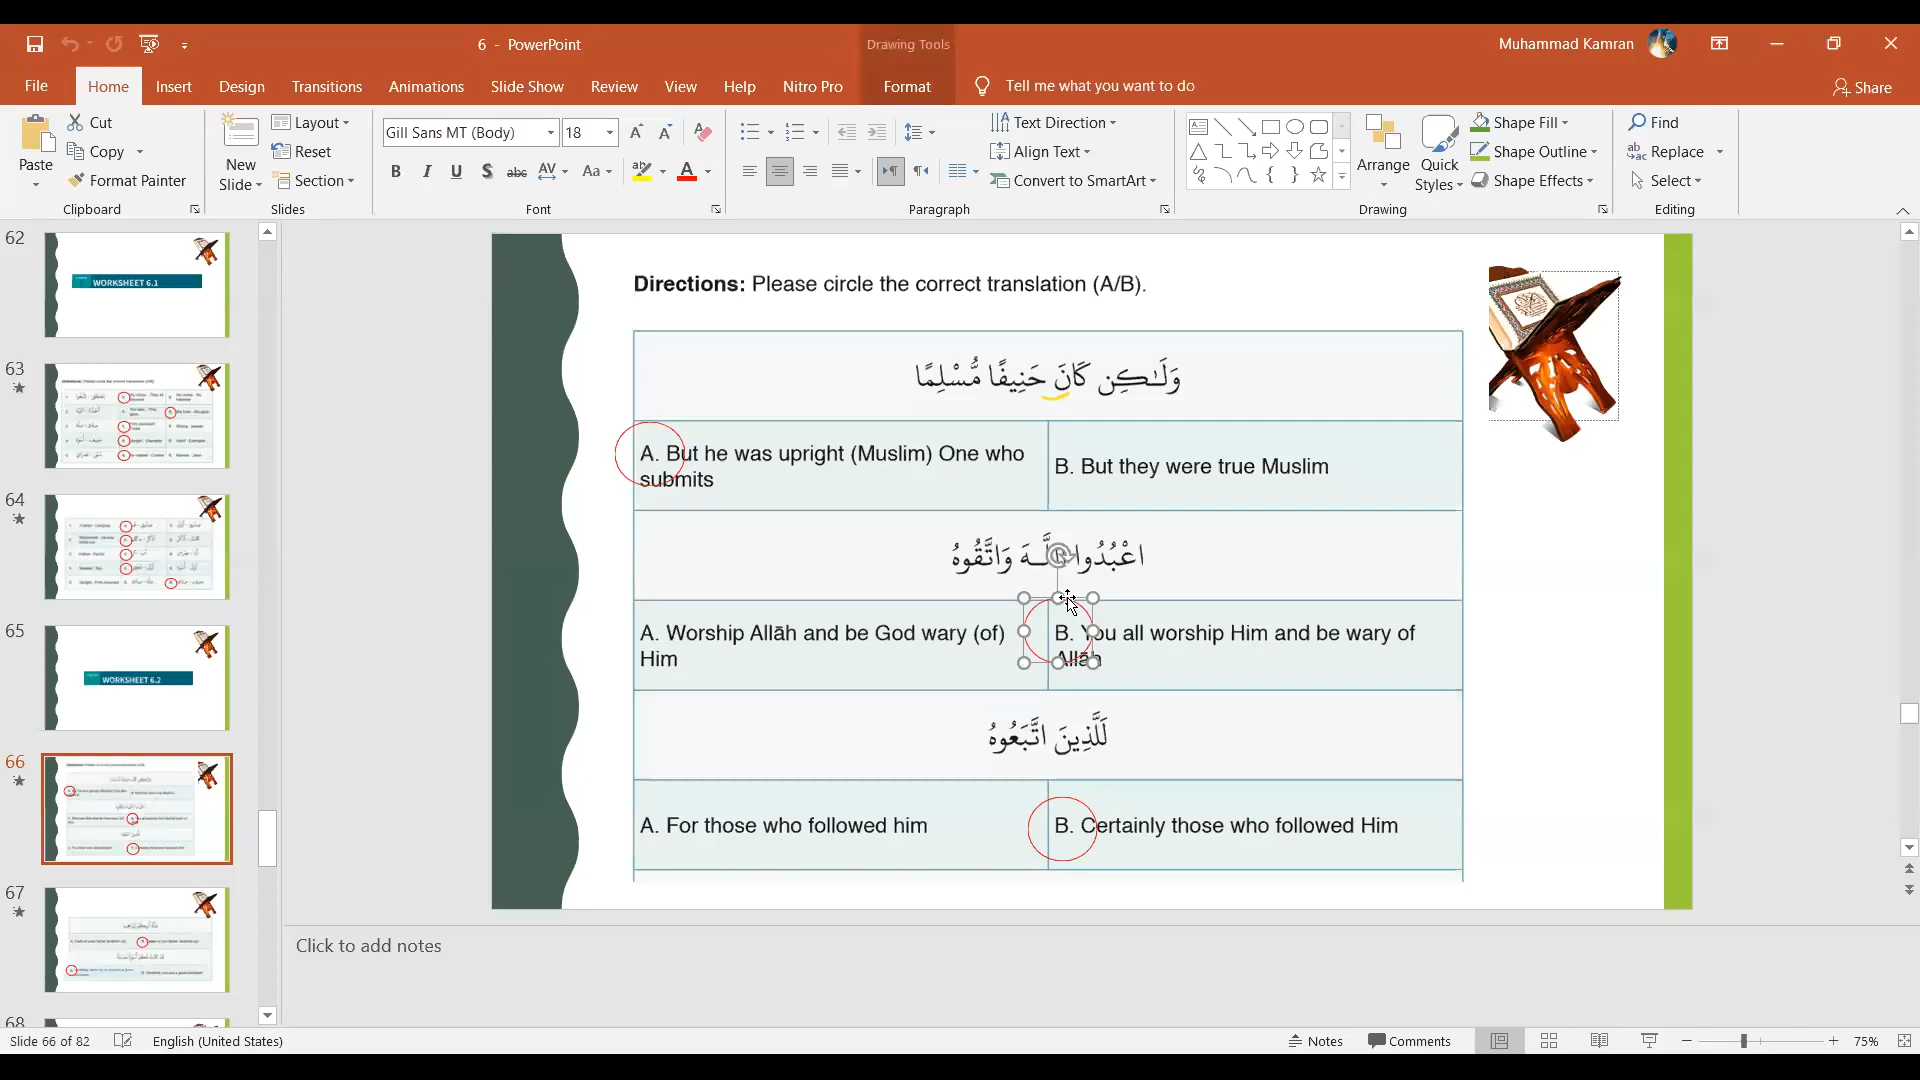 6 - PowerPoint
Drawing Tools
Muhammad Kamran
File Home Insert Design Transitions Animations Slide Show Review View Help Nitro Pro Format Tell me what you want to do Share
Paste Cut Copy Format Painter Clipboard
New Slide Layout Reset Section Slides
Gill Sans MT (Body) 18 Font
Text Direction Align Text Convert to SmartArt Paragraph
Arrange Quick Styles Shape Fill Shape Outline Shape Effects Drawing
Find Replace Select Editing
62
WORKSHEET 6.1
63
64
65
WORKSHEET 6.2
66
67
68
Directions: Please circle the correct translation (A/B).
وَلَـٰكِن كَانَ حَنِيفًا مُّسْلِمًا
A. But he was upright (Muslim) One who
submits
B. But they were true Muslim
اعْبُدُوا اللَّـهَ وَاتَّقُوهُ
A. Worship Allāh and be God wary (of)
Him
B. You all worship Him and be wary of
Allāh
لَلَّذِينَ اتَّبَعُوهُ
A. For those who followed him
B. Certainly those who followed Him
Click to add notes
Slide 66 of 82 English (United States) Notes Comments 75%